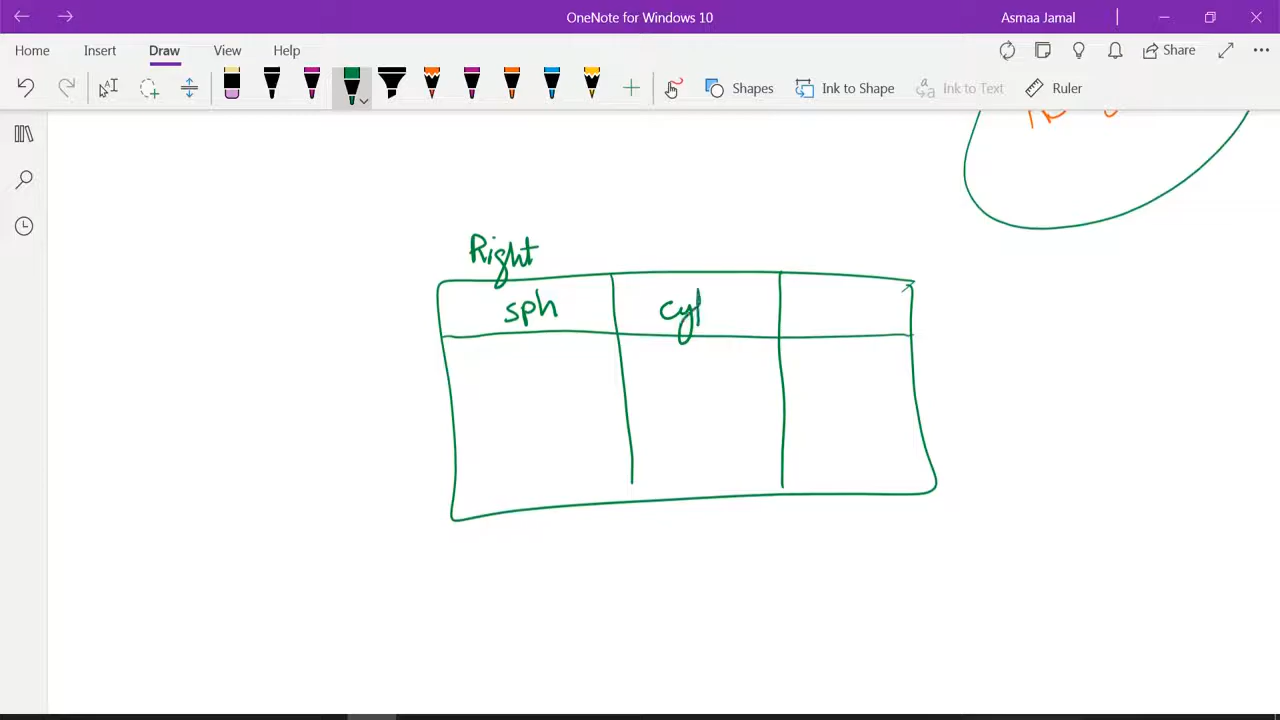 OneNote for Windows 10
Asmaa Jamal
Home Insert Draw View Help
Share
Shapes Ink to Shape Ink to Text Ruler
Right
sph cyl